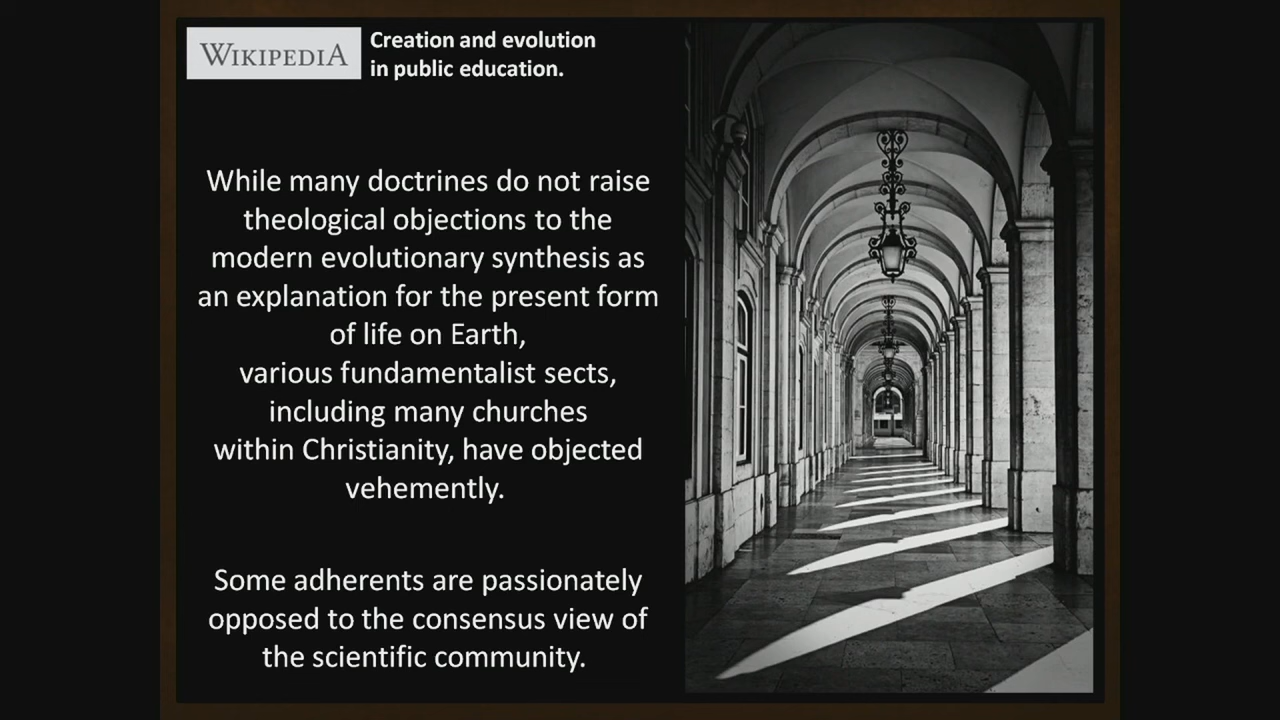 WIKIPEDIA
Creation and evolution
in public education.
While many doctrines do not raise
theological objections to the
modern evolutionary synthesis as
an explanation for the present form
of life on Earth,
various fundamentalist sects,
including many churches
within Christianity, have objected
vehemently.
Some adherents are passionately
opposed to the consensus view of
the scientific community.